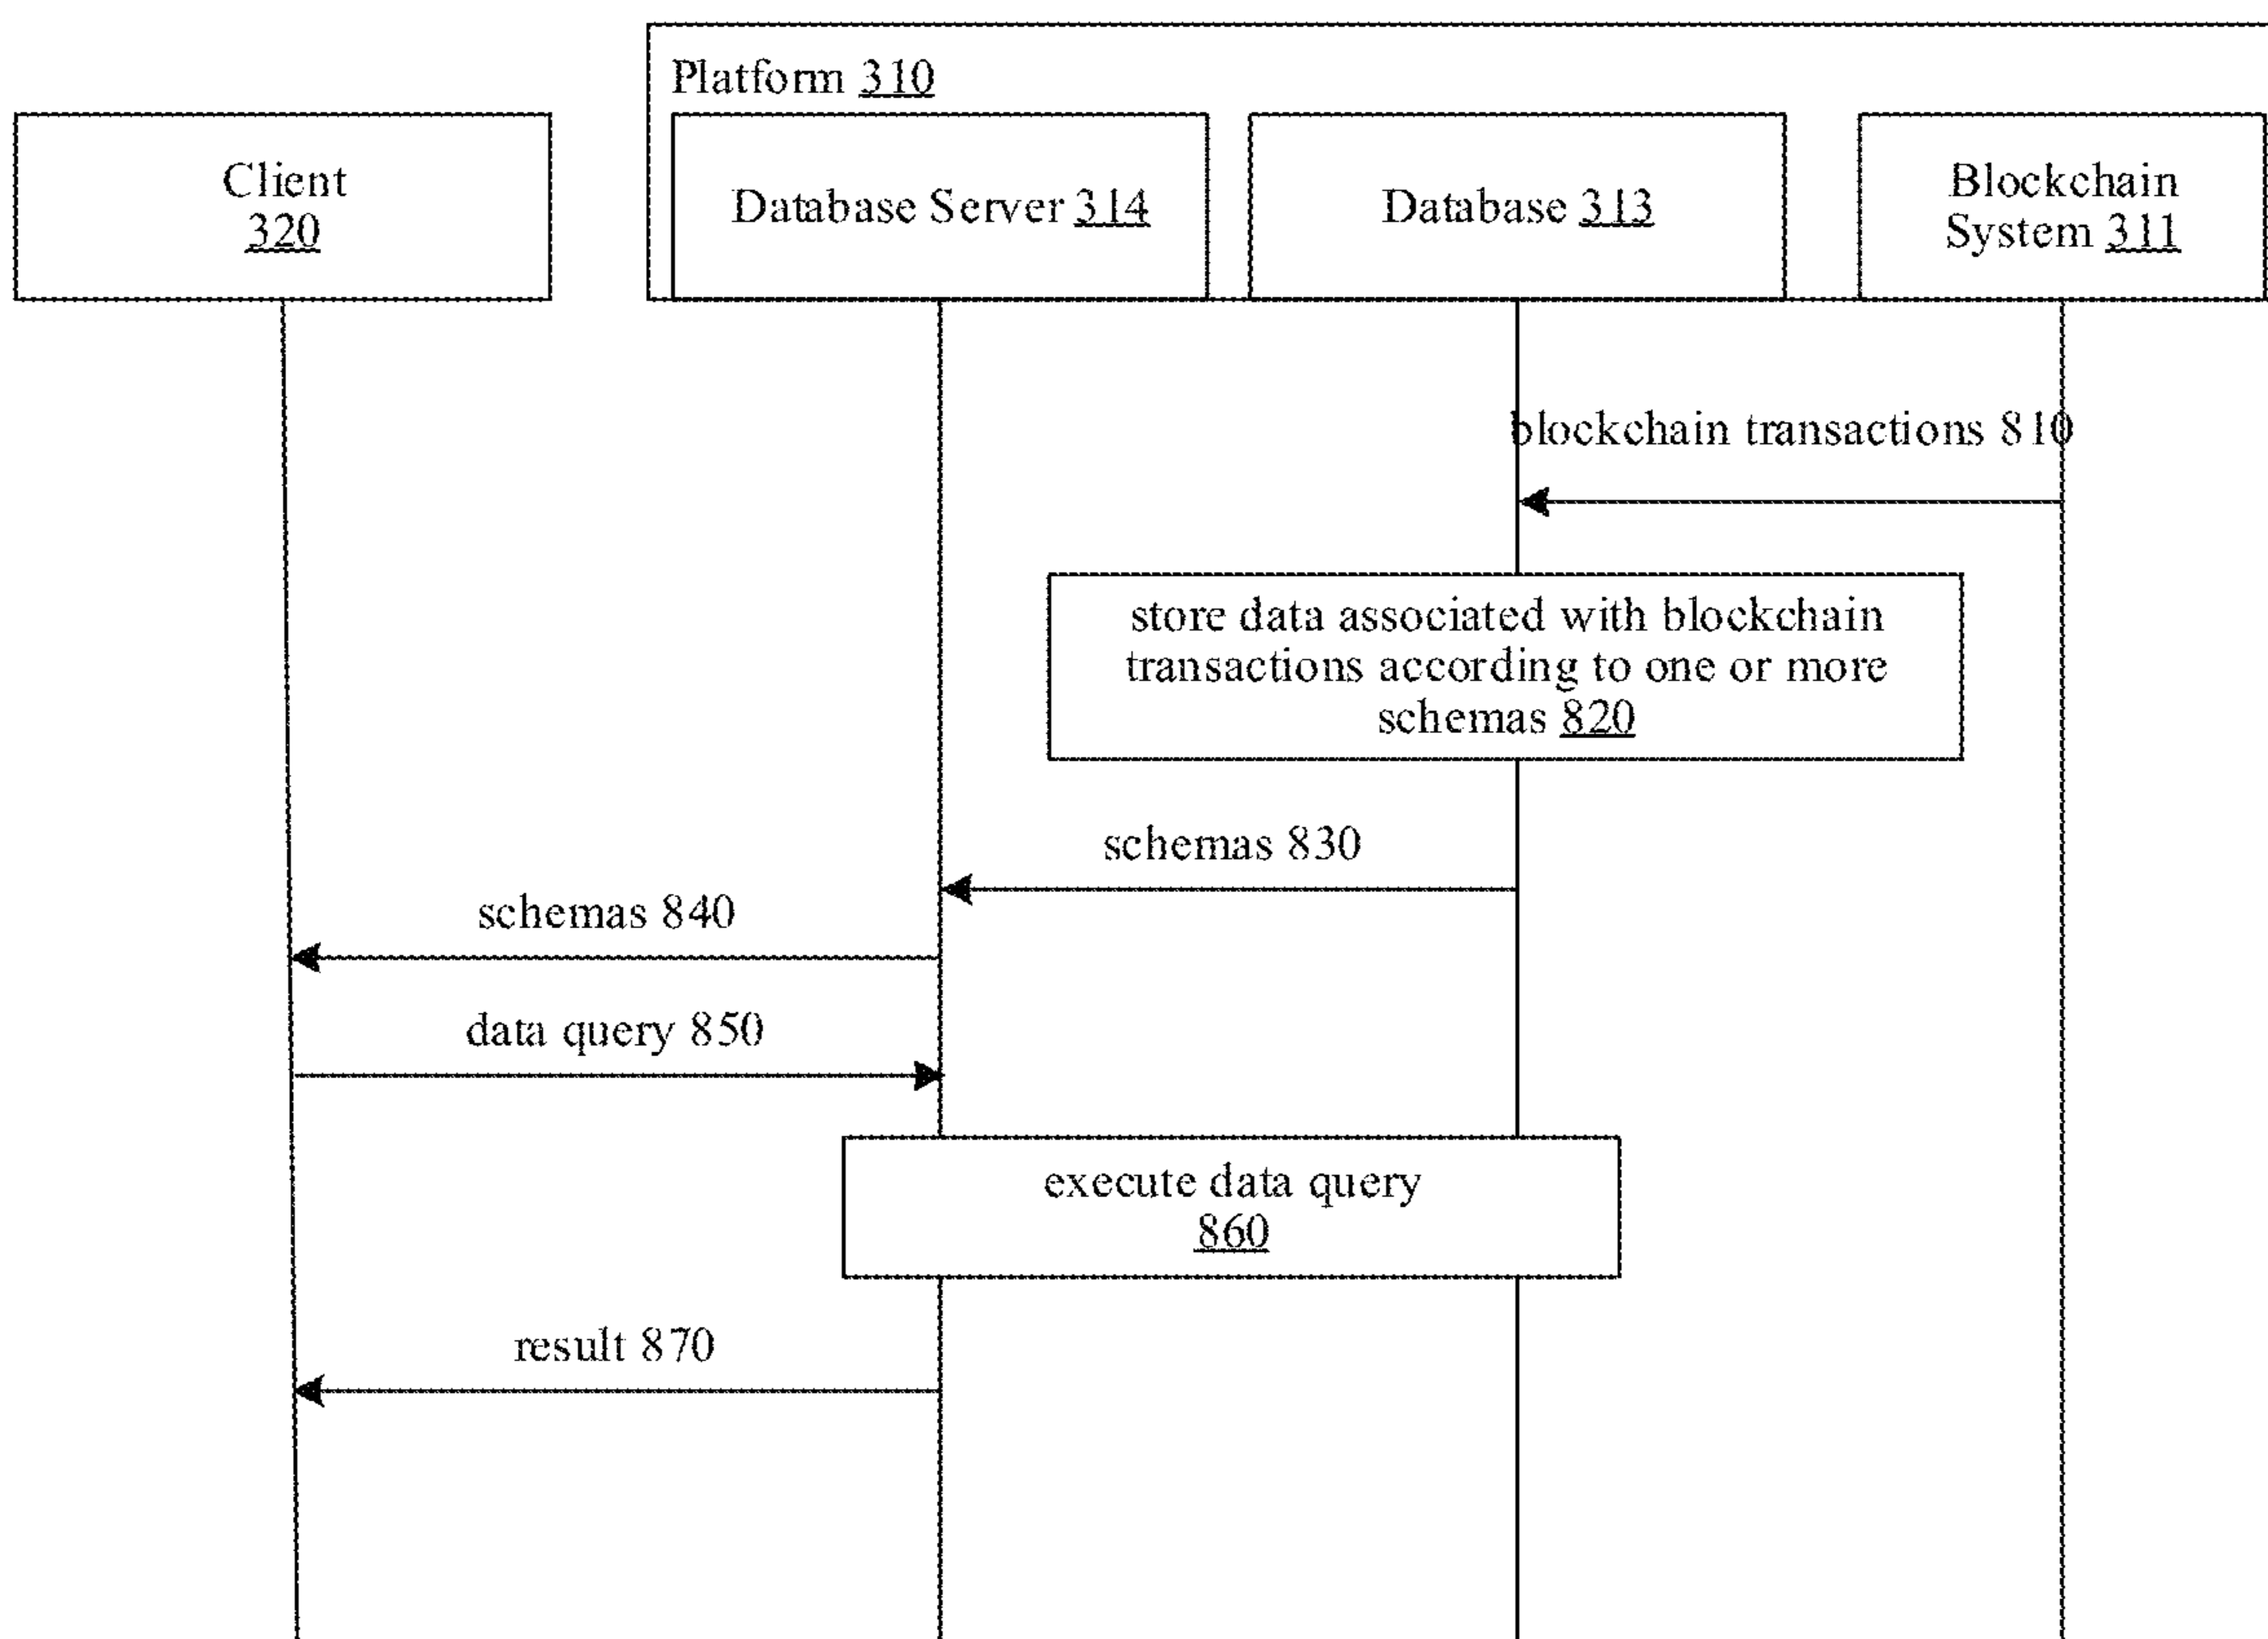 Platform 310
Client
320
Database Server 314
Database 313
Blockchain
System 311
blockchain transactions 810
store data associated with blockchain
transactions according to one or more
schemas 820
schemas 830
schemas 840
data query 850
execute data query
860
result 870